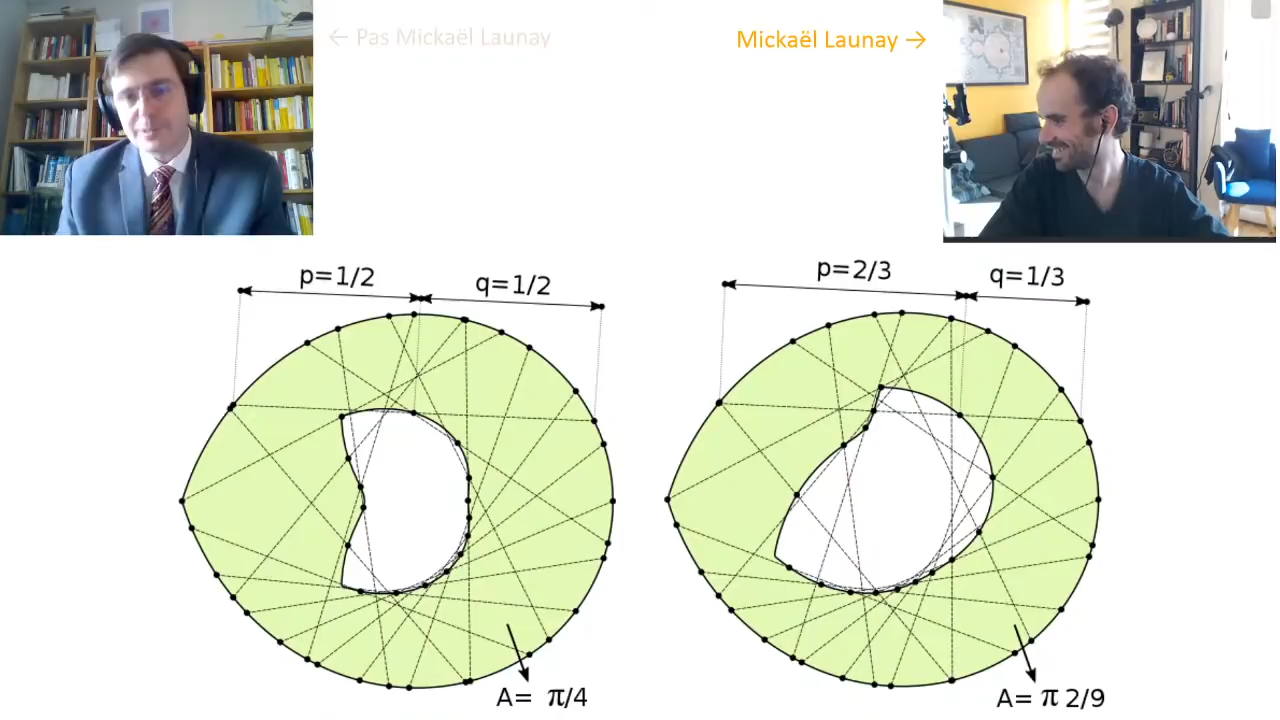 ← Pas Mickaël Launay
Mickaël Launay →
p=1/2
q=1/2
p=2/3
q=1/3
A= π/4
A= π 2/9